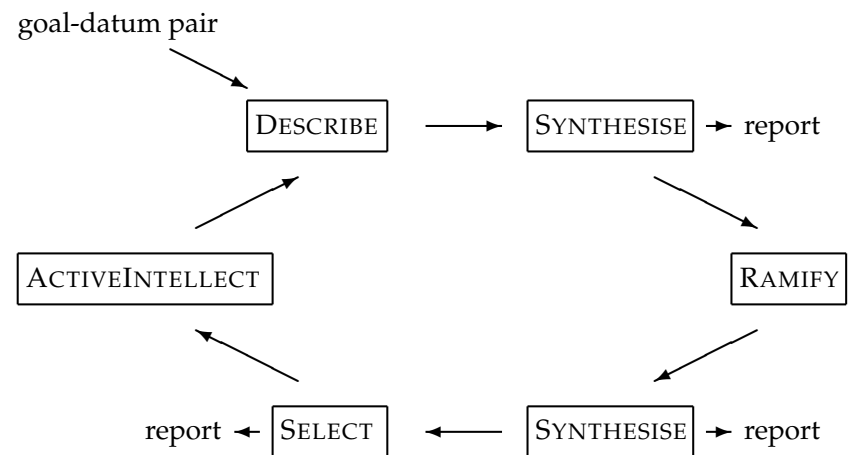 goal-datum pair
DESCRIBE
SYNTHESISE
report
ACTIVEINTELLECT
RAMIFY
report
SELECT
SYNTHESISE
report